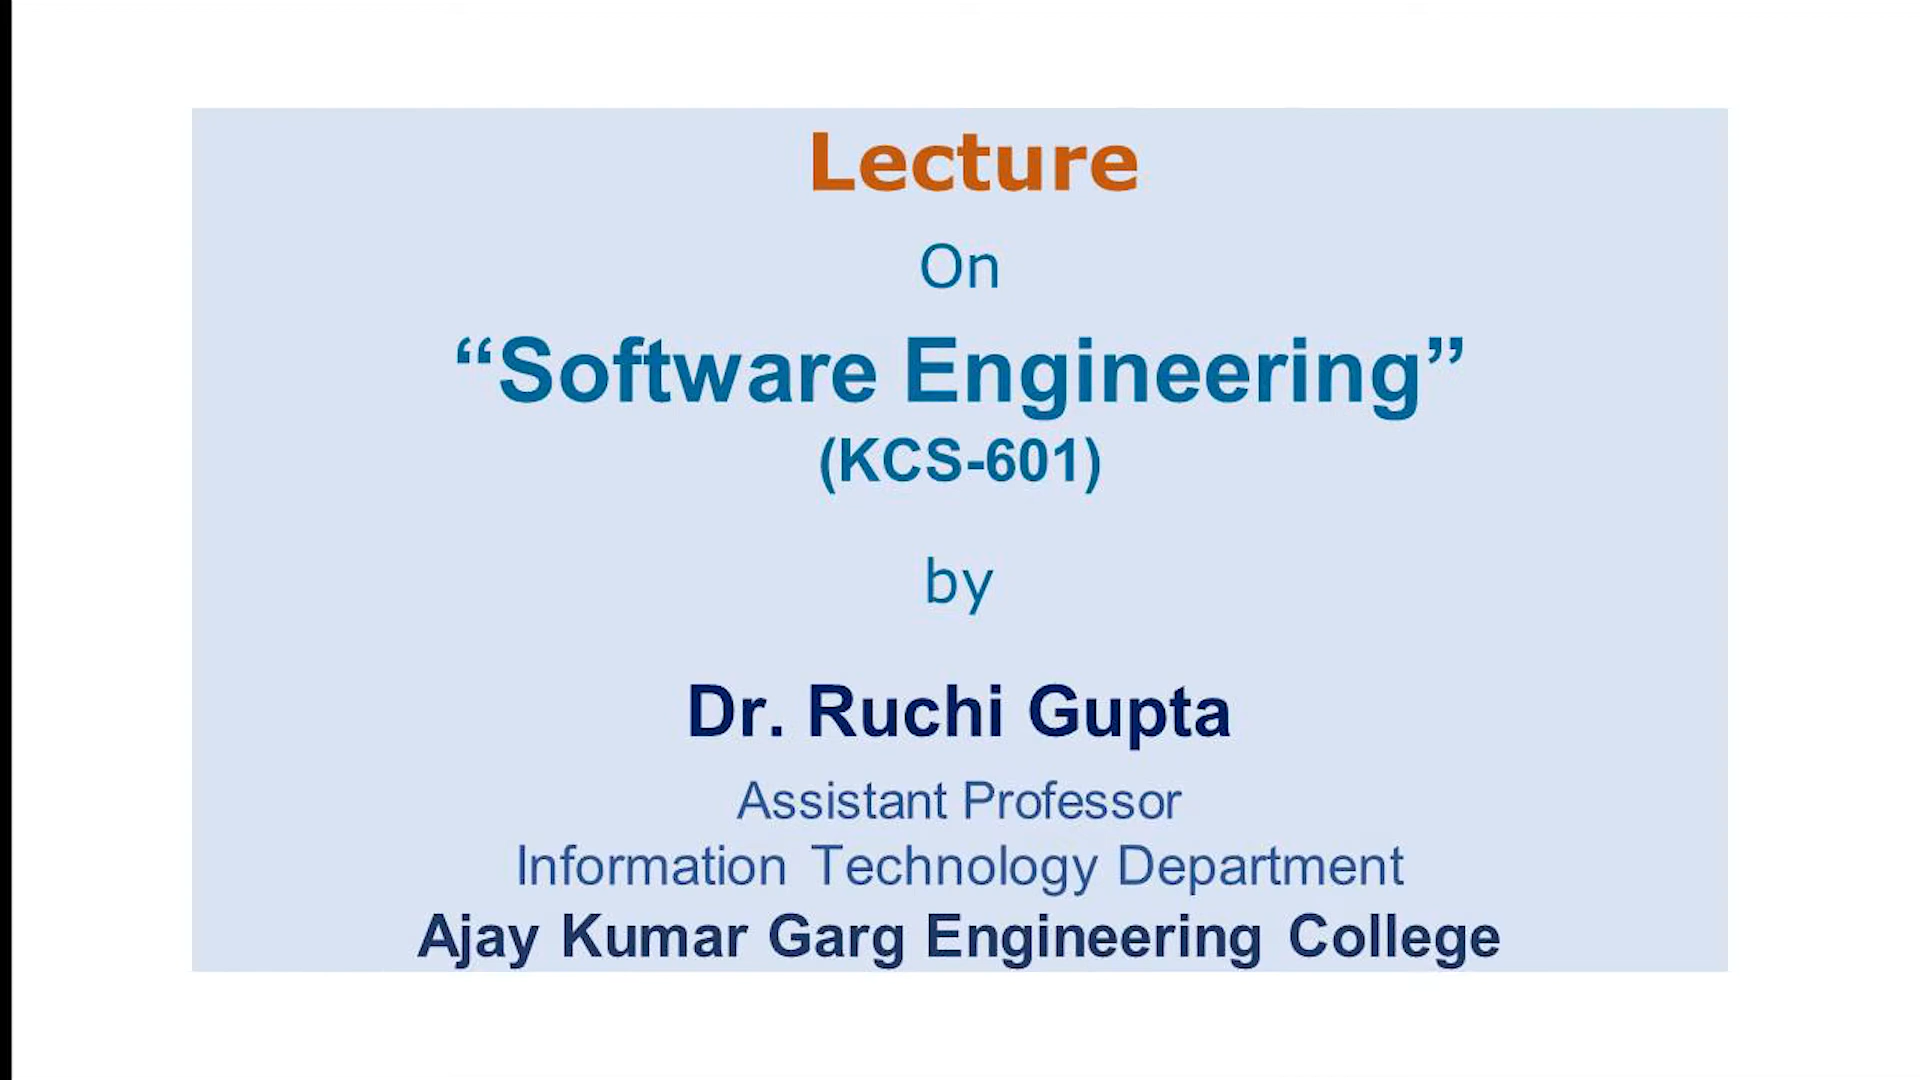 Lecture
On
“Software Engineering”
(KCS-601)
by
Dr. Ruchi Gupta
Assistant Professor
Information Technology Department
Ajay Kumar Garg Engineering College